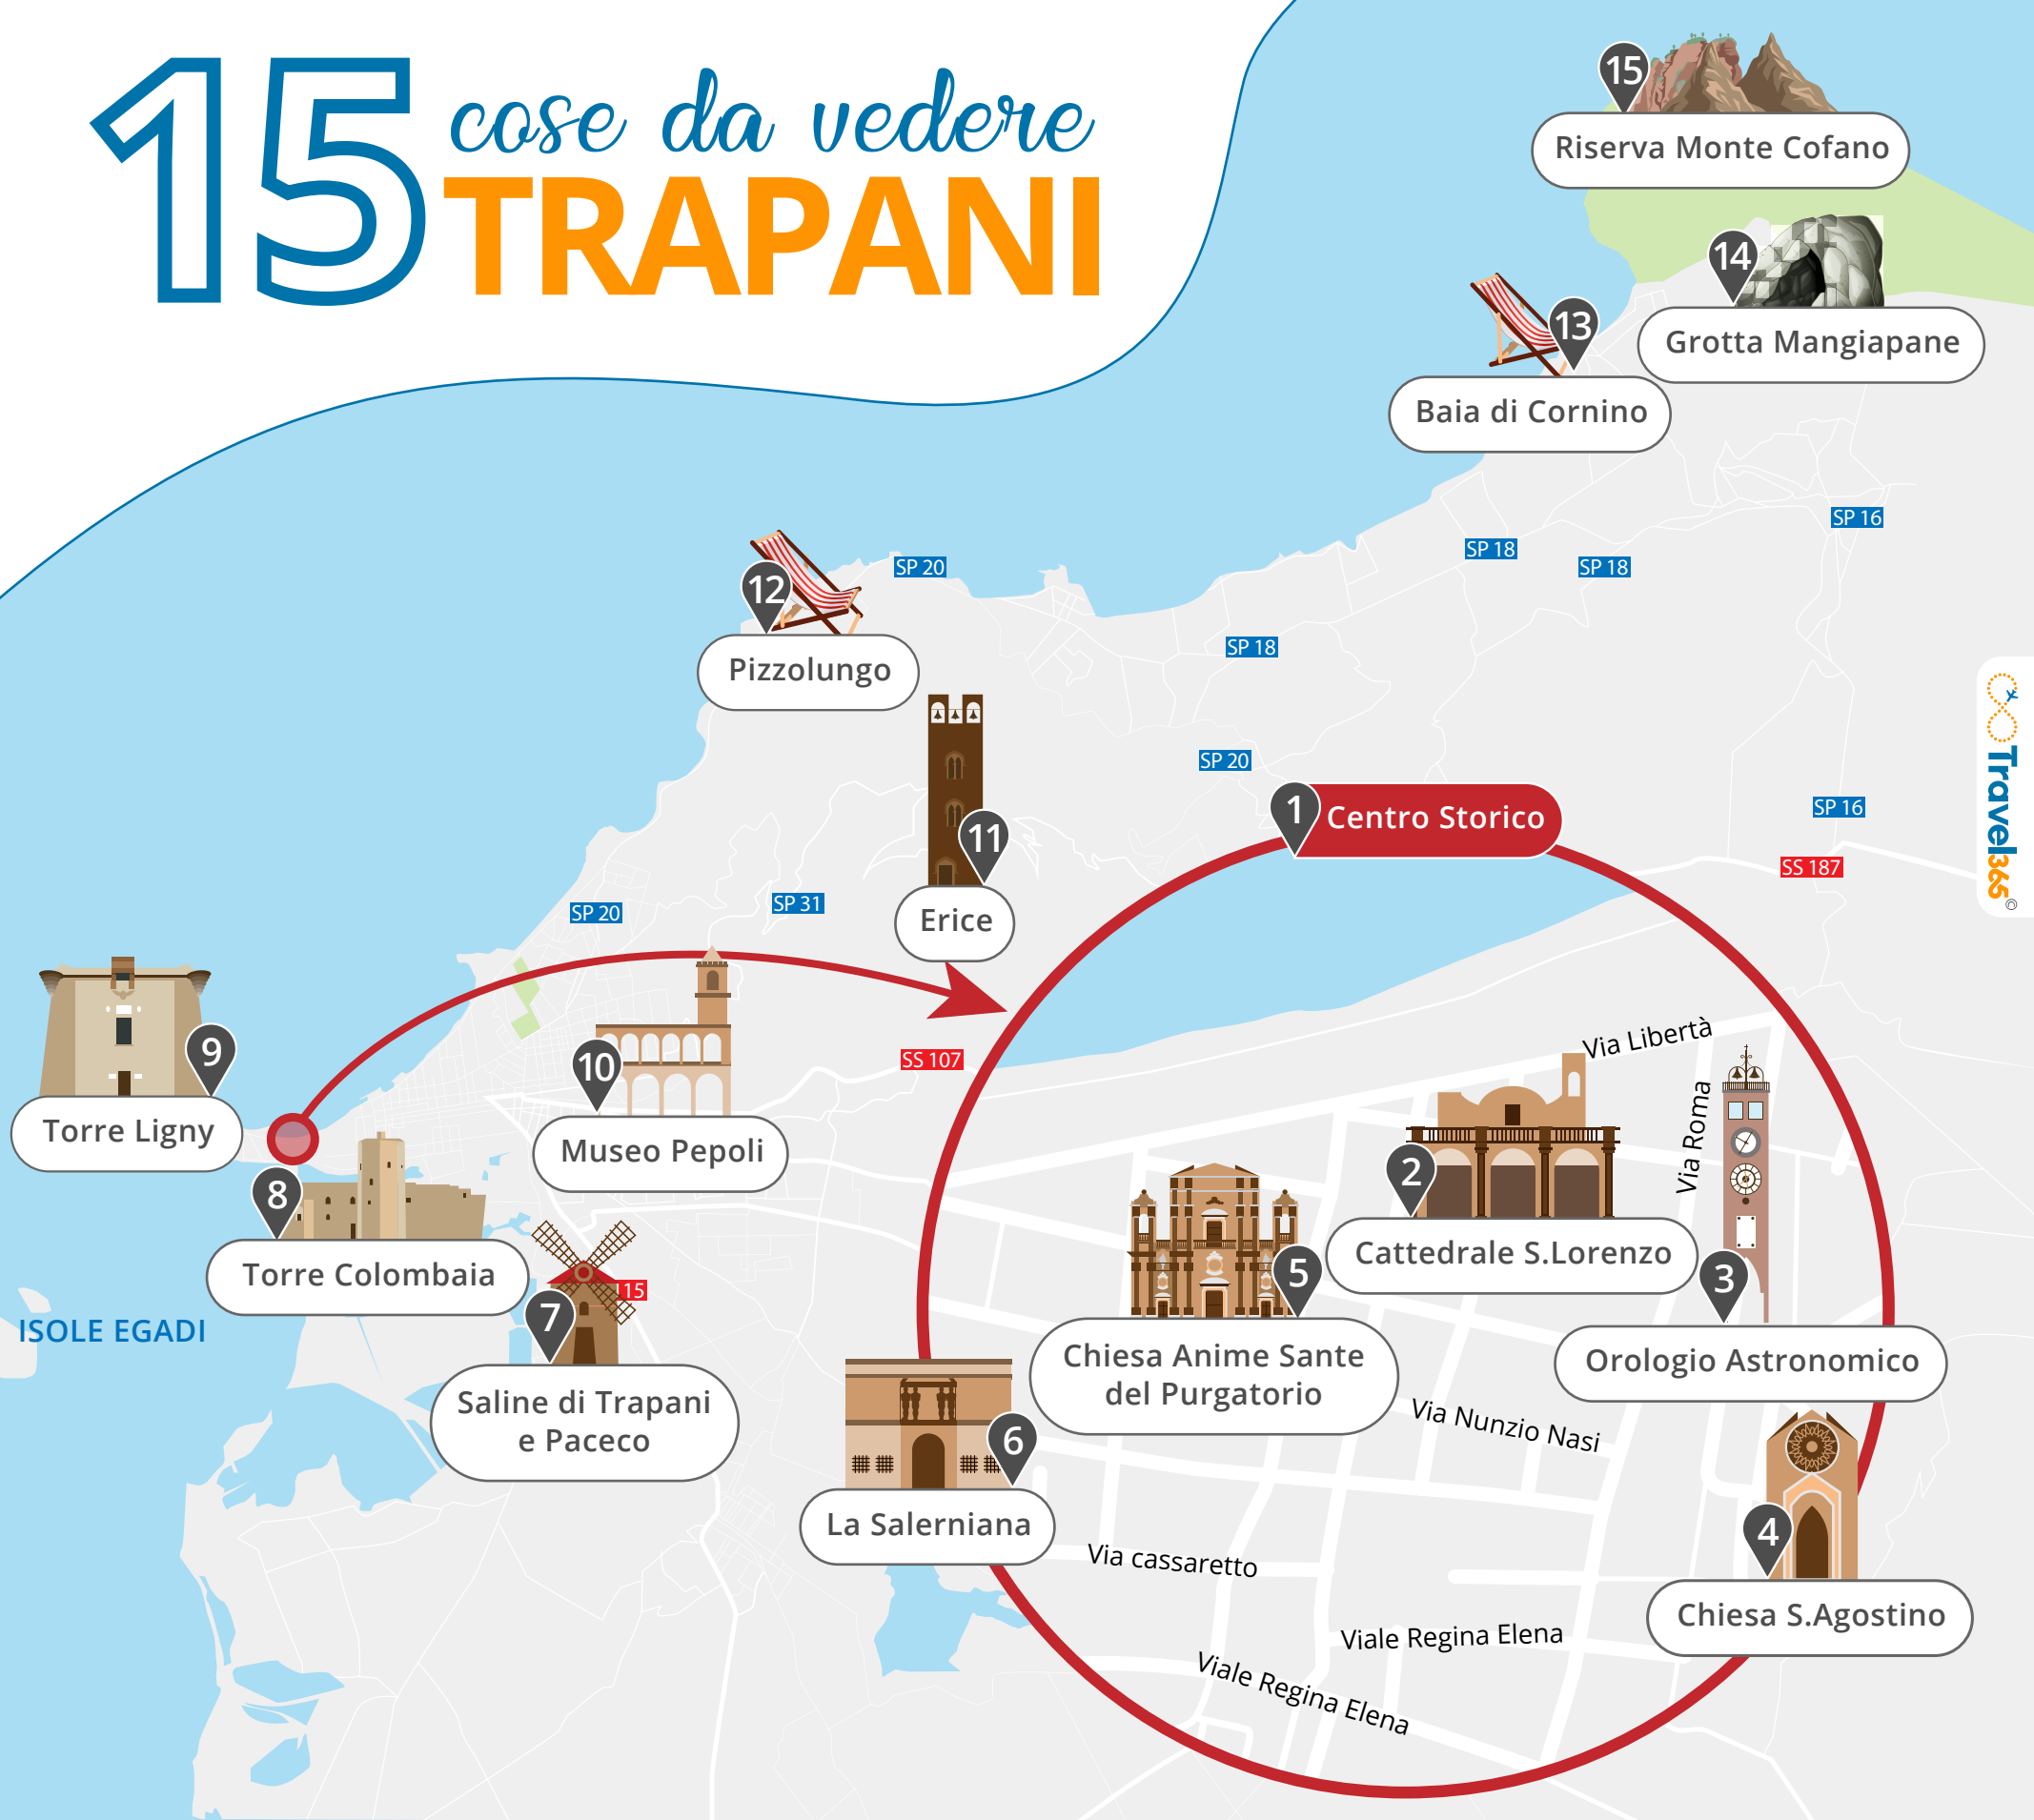 15 cose da vedere
TRAPANI
15
Riserva Monte Cofano
14
Grotta Mangiapane
13
Baia di Cornino
SP 16
SP 18
SP 18
SP 20
12
Pizzolungo
SP 18
SP 20
1
Centro Storico
SP 16
SS 187
Travel365
©
11
Erice
SP 31
SP 20
9
Torre Ligny
10
Museo Pepoli
SS 107
Via Libertà
Via Roma
2
Cattedrale S.Lorenzo
8
Torre Colombaia
3
Orologio Astronomico
5
Chiesa Anime Sante
del Purgatorio
115
7
Saline di Trapani
e Paceco
ISOLE EGADI
6
La Salerniana
Via Nunzio Nasi
4
Chiesa S.Agostino
Via cassaretto
Viale Regina Elena
Viale Regina Elena